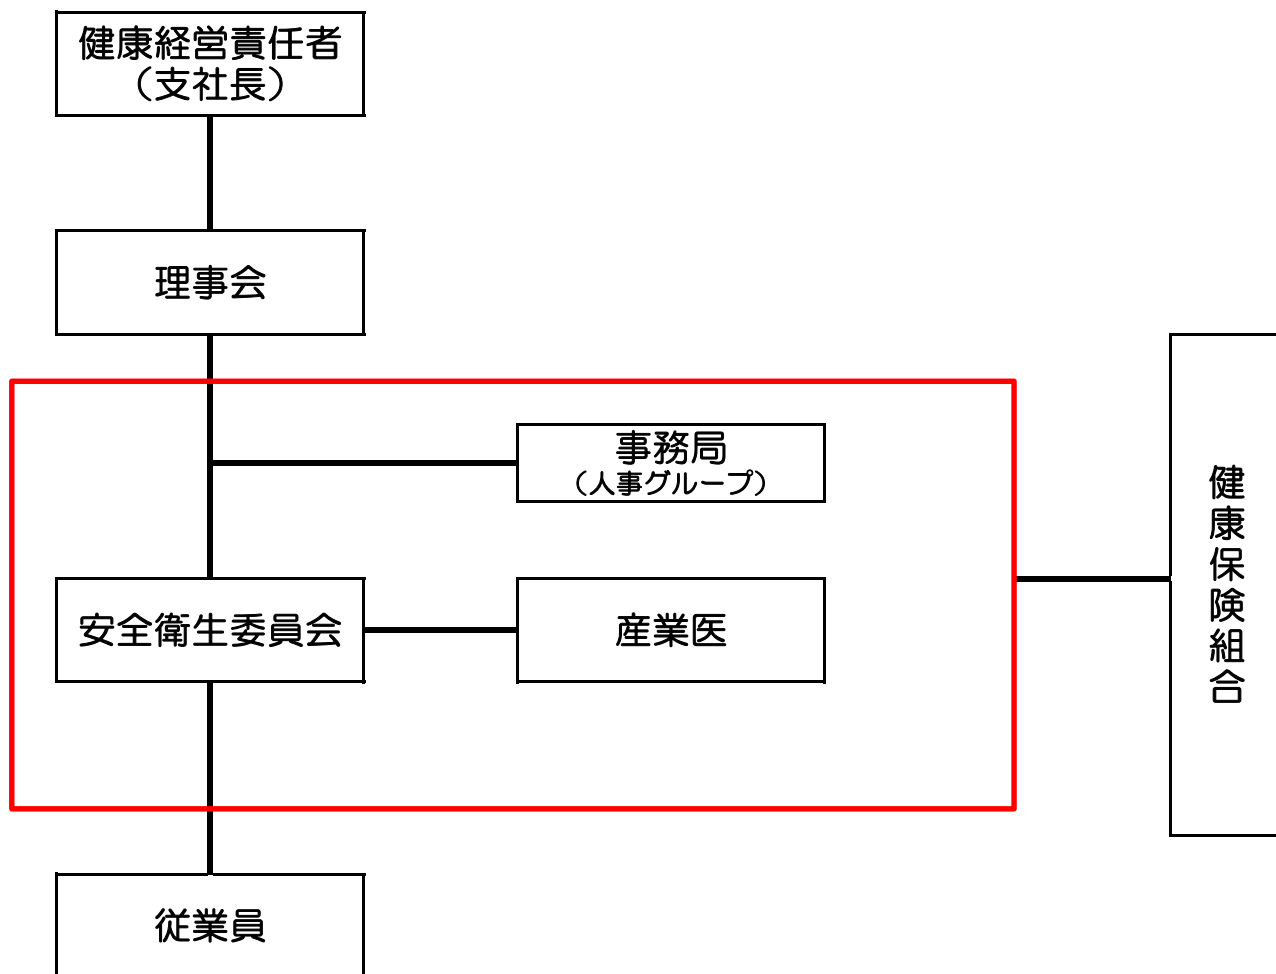 健康経営責任者
（支社長）
理事会
事務局
（人事グループ）
安全衛生委員会
産業医
従業員
健康保険組合